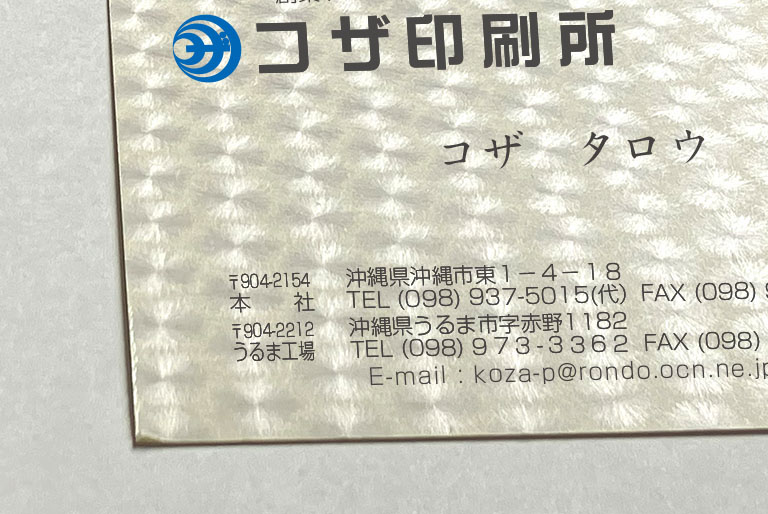 コザ印刷所
コザ タロウ
〒904-2154 沖縄県沖縄市東1-4-18
本 社 TEL (098) 937-5015(代) FAX (098)
〒904-2212 沖縄県うるま市字赤野1182
うるま工場 TEL (098) 973-3362 FAX (098)
E-mail : koza-p@rondo.ocn.ne.jp